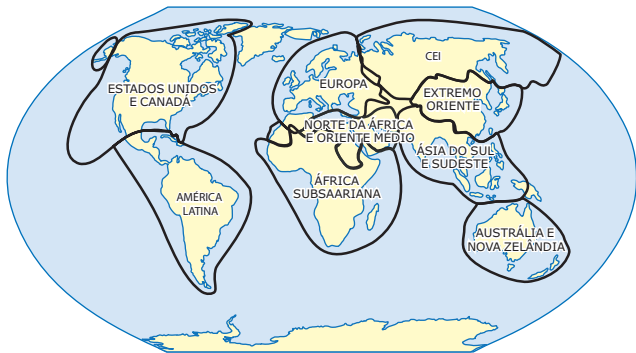 ESTADOS UNIDOS
E CANADÁ
EUROPA
CEI
EXTREMO
ORIENTE
NORTE DA ÁFRICA
E ORIENTE MÉDIO
ÁSIA DO SUL
E SUDESTE
ÁFRICA
SUBSAARIANA
AMÉRICA
LATINA
AUSTRÁLIA E
NOVA ZELÂNDIA